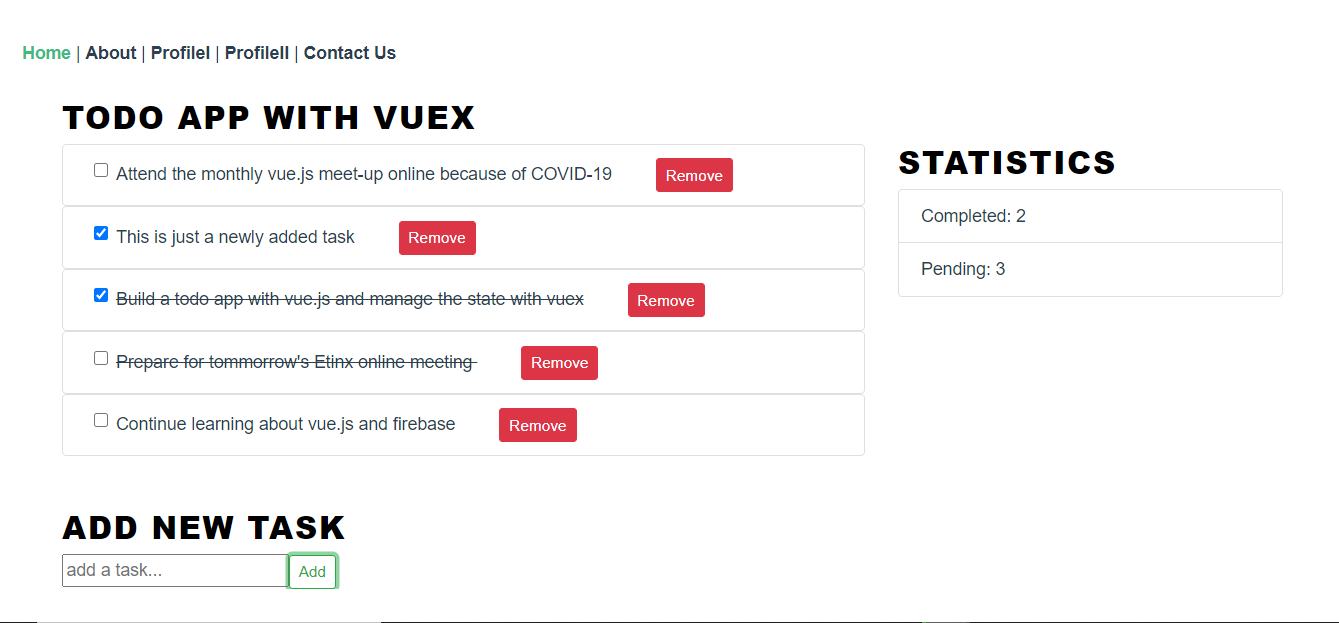 Home | About | ProfileI | ProfileII | Contact Us
TODO APP WITH VUEX
Attend the monthly vue.js meet-up online because of COVID-19 Remove
This is just a newly added task Remove
Build a todo app with vue.js and manage the state with vuex Remove
Prepare for tommorrow's Etinx online meeting Remove
Continue learning about vue.js and firebase Remove
STATISTICS
Completed: 2
Pending: 3
ADD NEW TASK
add a task... Add